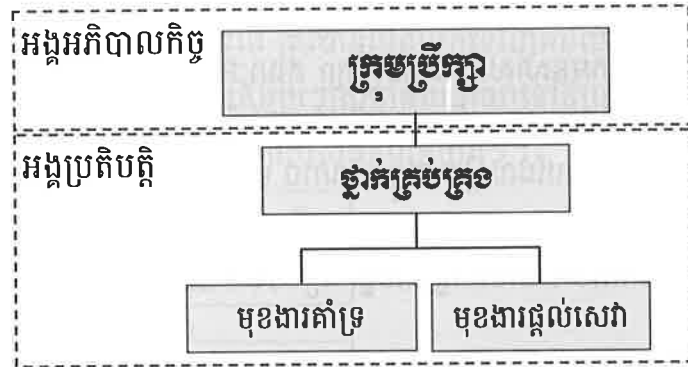 អង្គអភិបាលកិច្ច
ក្រុមប្រឹក្សា
អង្គប្រតិបត្តិ
ថ្នាក់គ្រប់គ្រង
មុខងារគាំទ្រ
មុខងារផ្តល់សេវា